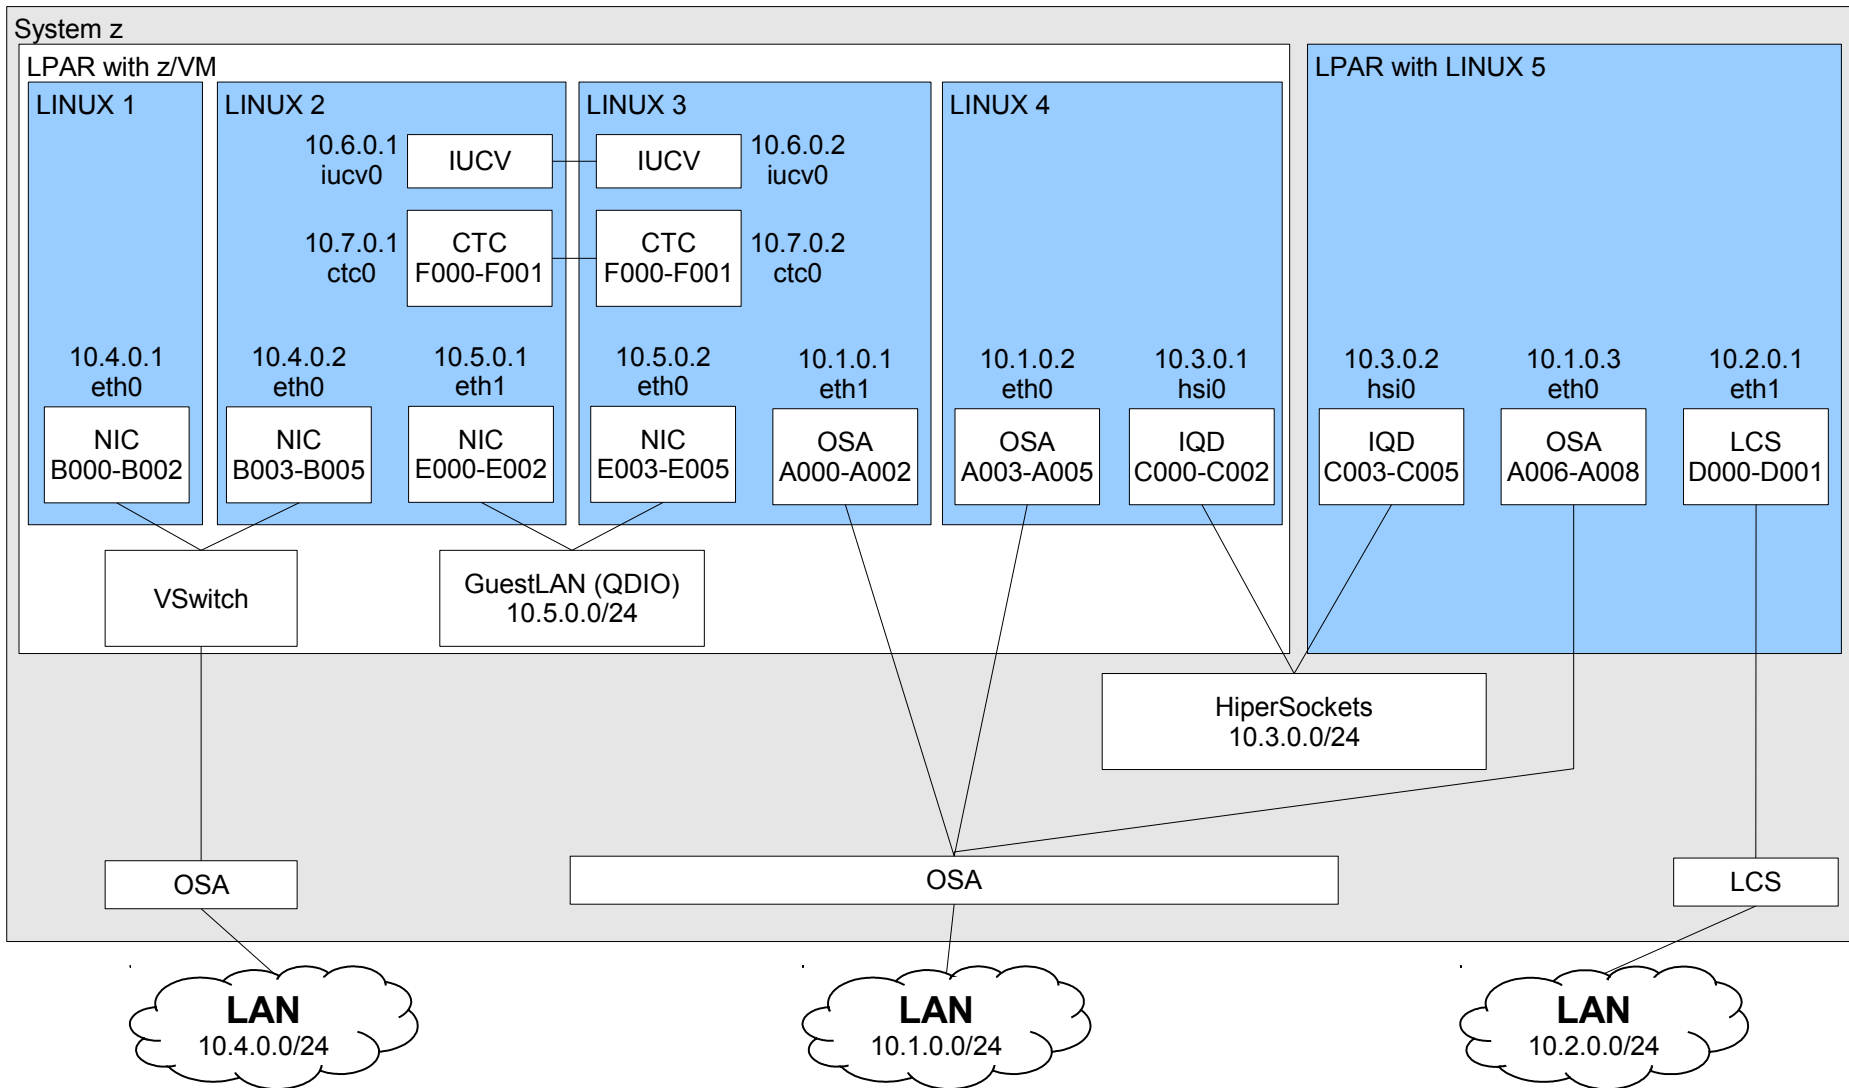 System z
LPAR with z/VM
LPAR with LINUX 5
LINUX 1
LINUX 2
LINUX 3
LINUX 4
10.6.0.1
iucv0
IUCV
IUCV
10.6.0.2
iucv0
10.7.0.1
ctc0
CTC
F000-F001
CTC
F000-F001
10.7.0.2
ctc0
10.4.0.1
eth0
NIC
B000-B002
10.4.0.2
eth0
NIC
B003-B005
10.5.0.1
eth1
NIC
E000-E002
10.5.0.2
eth0
NIC
E003-E005
10.1.0.1
eth1
OSA
A000-A002
10.1.0.2
eth0
OSA
A003-A005
10.3.0.1
hsi0
IQD
C000-C002
10.3.0.2
hsi0
IQD
C003-C005
10.1.0.3
eth0
OSA
A006-A008
10.2.0.1
eth1
LCS
D000-D001
VSwitch
GuestLAN (QDIO)
10.5.0.0/24
HiperSockets
10.3.0.0/24
OSA
OSA
LCS
LAN
10.4.0.0/24
LAN
10.1.0.0/24
LAN
10.2.0.0/24